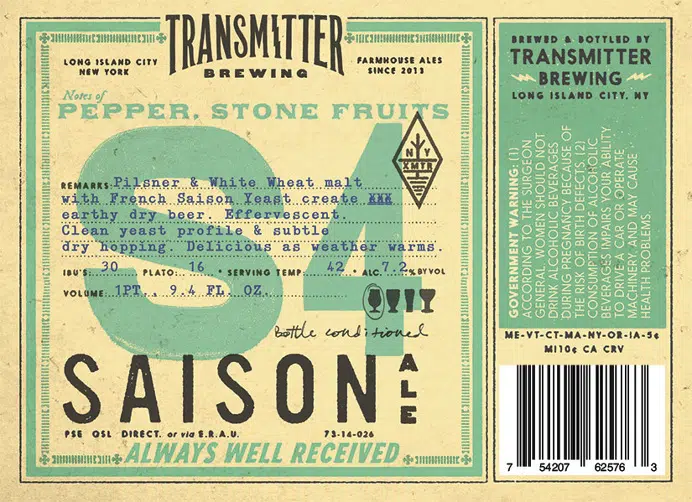 TRANSMITTER
BREWING
LONG ISLAND CITY
NEW YORK
FARMHOUSE ALES
SINCE 2013
Notes of
PEPPER, STONE FRUITS
S4
N Y
XMTR
REMARKS: Pilsner & White Wheat malt
with French Saison Yeast create XXX
earthy dry beer. Effervescent.
Clean yeast profile & subtle
dry hopping. Delicious as weather warms.
IBU'S: 30 PLATO: 16 SERVING TEMP: 42 ALC. 7.2 % BY VOL
VOLUME: 1PT. 9.4 FL. OZ.
bottle conditioned
SAISON ALE
PSE QSL DIRECT. or via E.R.A.U. 73-14-026
ALWAYS WELL RECEIVED
BREWED & BOTTLED BY
TRANSMITTER
BREWING
LONG ISLAND CITY, NY
GOVERNMENT WARNING: (1)
ACCORDING TO THE SURGEON
GENERAL WOMEN SHOULD NOT
DRINK ALCOHOLIC BEVERAGES
DURING PREGNANCY BECAUSE OF
THE RISK OF BIRTH DEFECTS. (2)
CONSUMPTION OF ALCOHOLIC
BEVERAGES IMPAIRS YOUR ABILITY
TO DRIVE A CAR OR OPERATE
MACHINERY, AND MAY CAUSE
HEALTH PROBLEMS.
ME-VT-CT-MA-NY-OR-IA-5¢
MI10¢ CA CRV
7 54207 62576 3